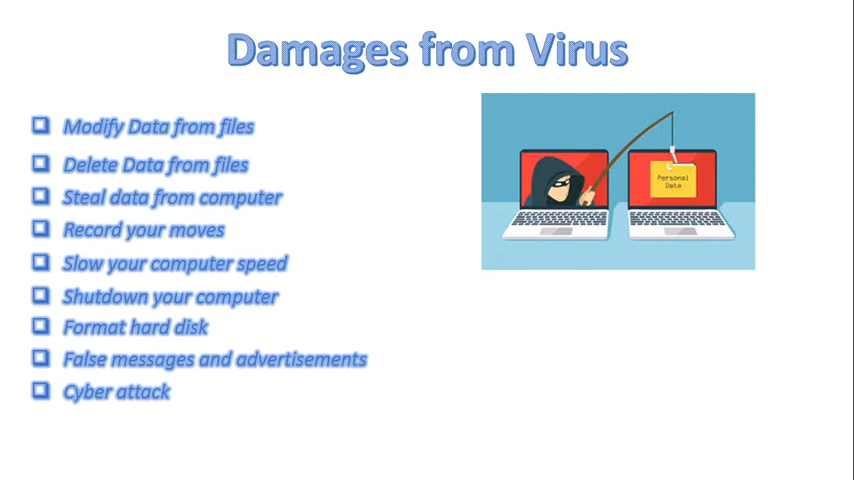 Damages from Virus
Modify Data from files
Delete Data from files
Steal data from computer
Record your moves
Slow your computer speed
Shutdown your computer
Format hard disk
False messages and advertisements
Cyber attack
Personal
Data